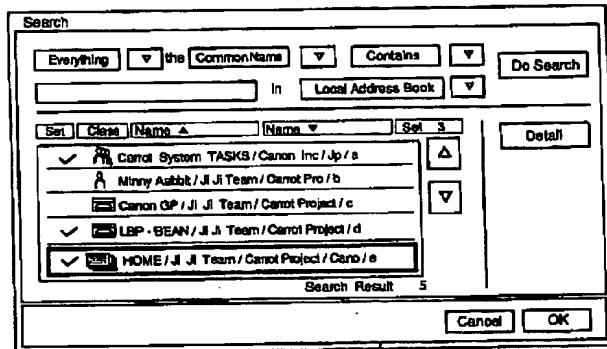 Search
Everything ▼ the CommonName ▼ Contains ▼ Do Search
in Local Address Book ▼
Set Class Name ▲ Name ▼ Set 3 Detail
✓ Carrot System TASKS / Canon Inc / Jp / a
Minny Aabbit / Ji Ji Team / Carrot Pro / b
Canon GP / Ji Ji Team / Carrot Project / c
✓ LBP - BEAN / Ji Ji Team / Carrot Project / d
✓ HOME / Ji Ji Team / Carrot Project / Cano / e
Search Result 5
Cancel OK